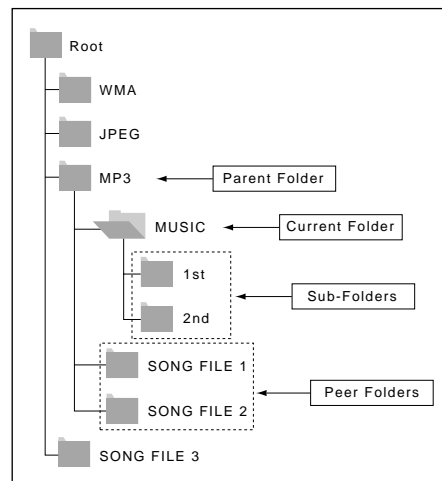 Root
WMA
JPEG
MP3
Parent Folder
MUSIC
Current Folder
1st
Sub-Folders
2nd
SONG FILE 1
Peer Folders
SONG FILE 2
SONG FILE 3